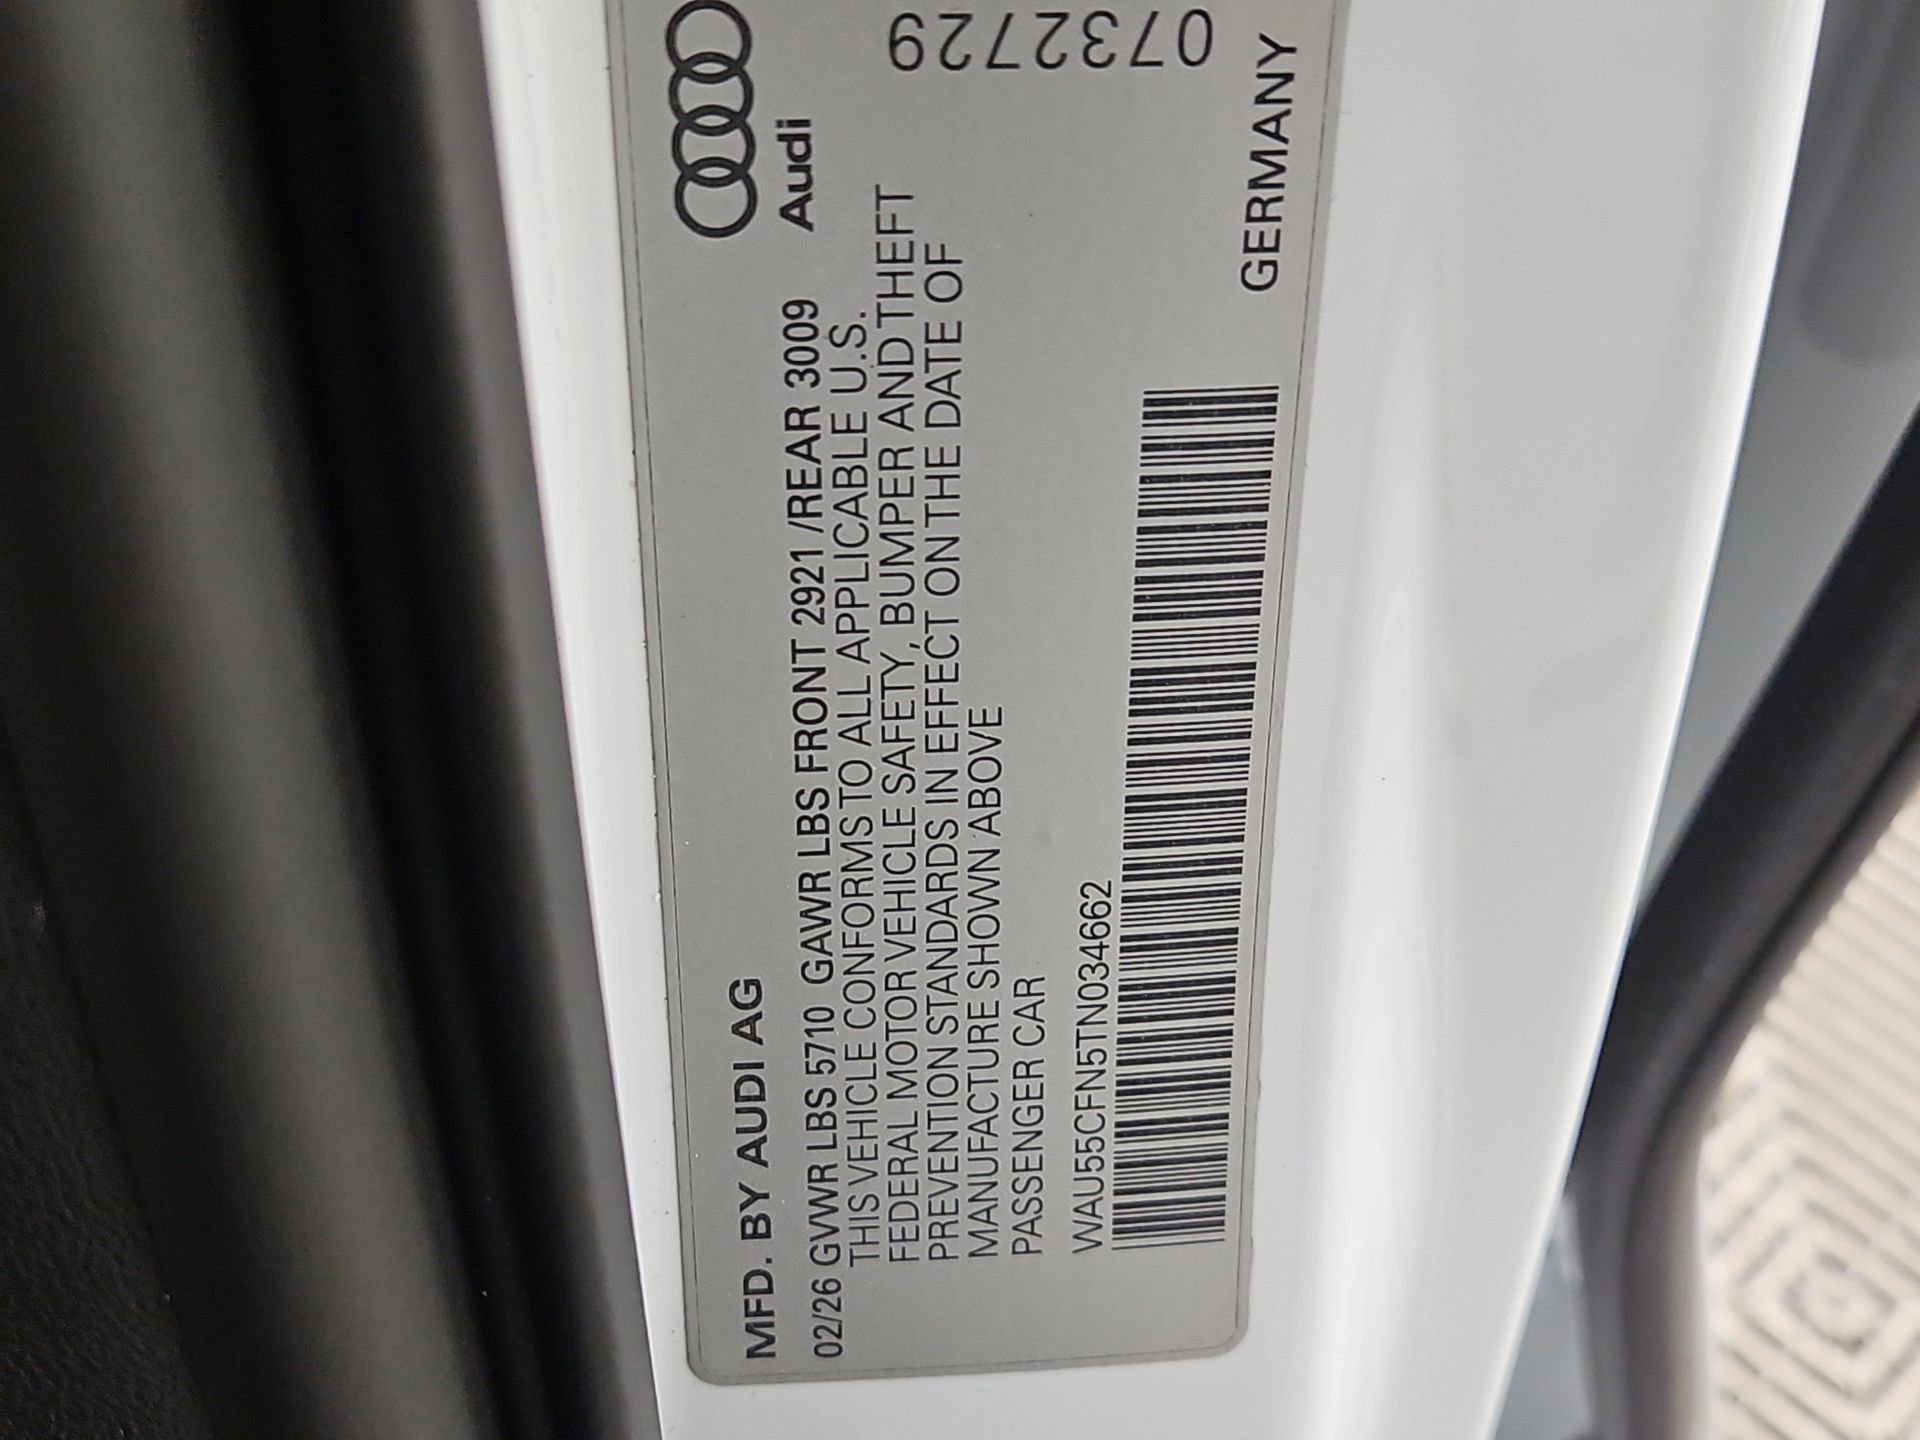 MFD. BY AUDI AG
Audi
02/26 GVWR LBS 5710 GAWR LBS FRONT 2921 /REAR 3009
THIS VEHICLE CONFORMS TO ALL APPLICABLE U.S.
FEDERAL MOTOR VEHICLE SAFETY, BUMPER AND THEFT
PREVENTION STANDARDS IN EFFECT ON THE DATE OF
MANUFACTURE SHOWN ABOVE
PASSENGER CAR
0732729
WAU55CFN5TN034662
GERMANY